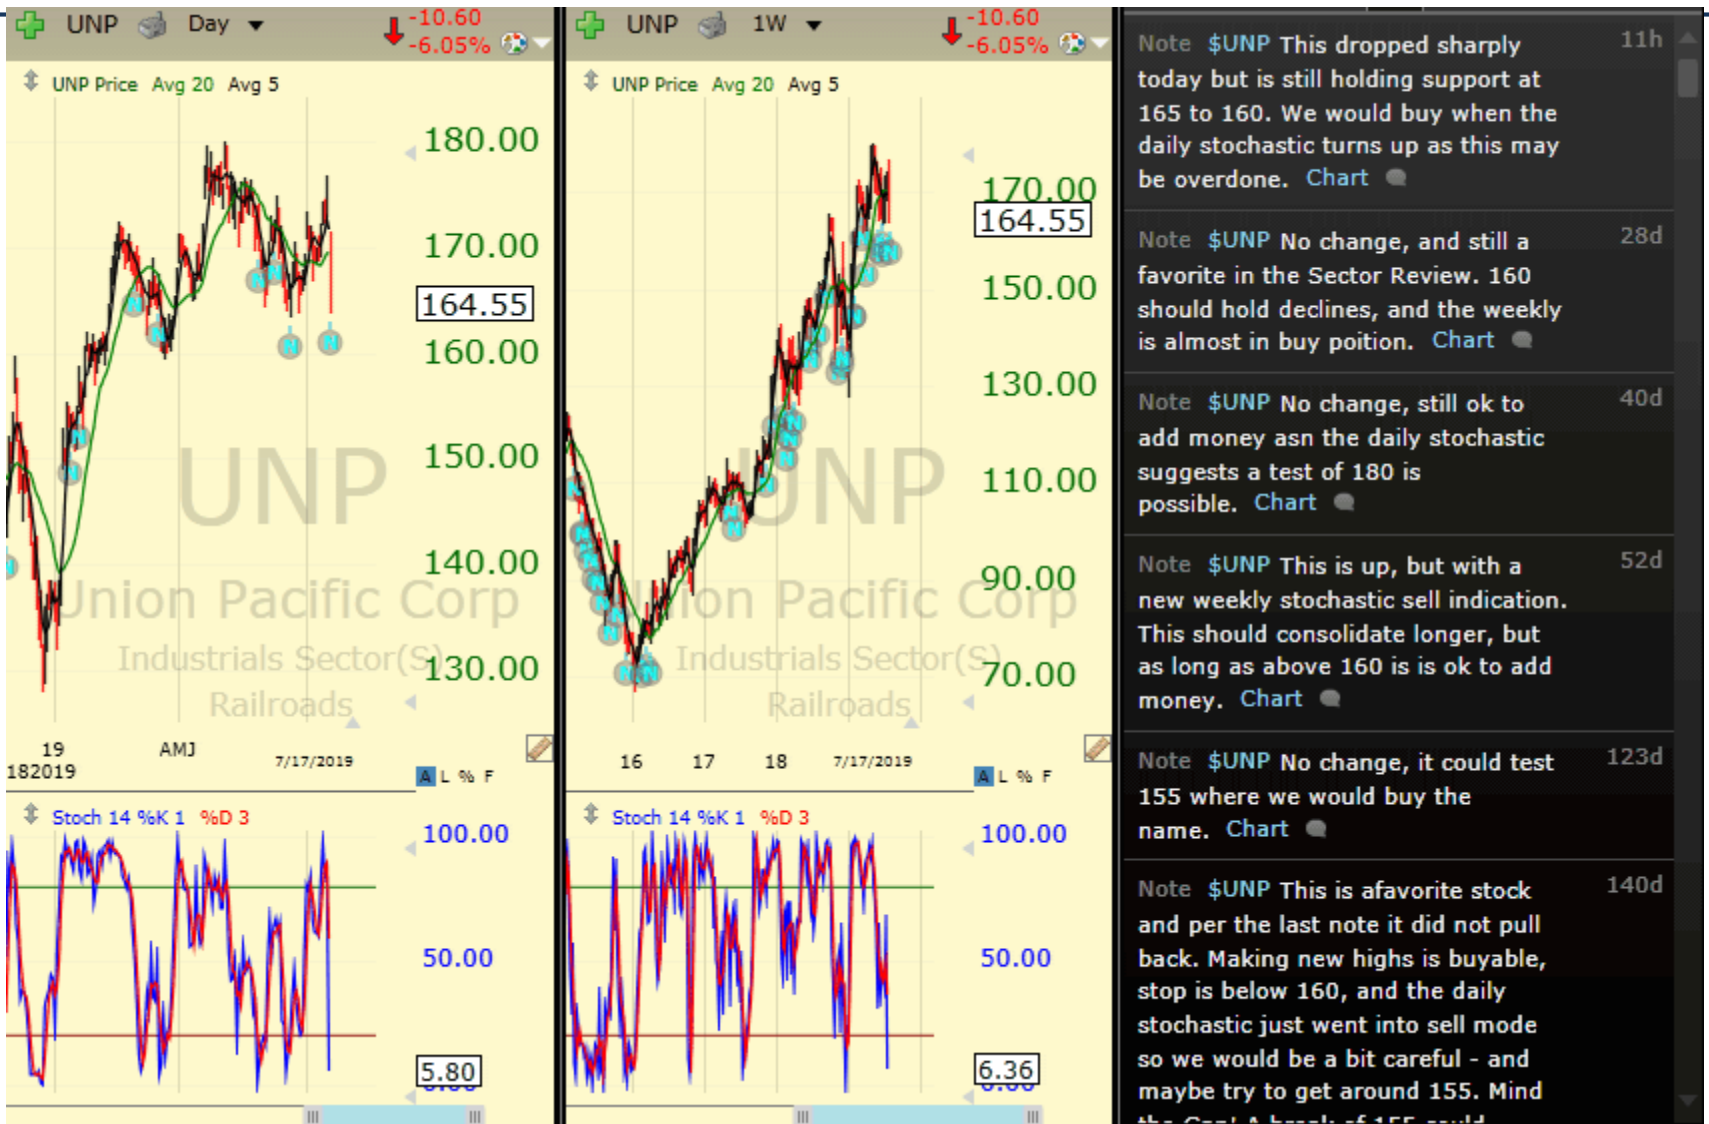 UNP Day -10.60
-6.05%
UNP Price Avg 20 Avg 5
180.00
170.00
164.55
160.00
150.00
140.00
130.00
UNP
Union Pacific Corp
Industrials Sector(S)
Railroads
19 AMJ 7/17/2019
182019
A L % F
Stoch 14 %K 1 %D 3
100.00
50.00
5.80
0.00
UNP 1W -10.60
-6.05%
UNP Price Avg 20 Avg 5
170.00
164.55
150.00
130.00
110.00
90.00
70.00
UNP
Union Pacific Corp
Industrials Sector(S)
Railroads
16 17 18 7/17/2019
A L % F
Stoch 14 %K 1 %D 3
100.00
50.00
6.36
0.00
Note $UNP This dropped sharply 11h
today but is still holding support at
165 to 160. We would buy when the
daily stochastic turns up as this may
be overdone. Chart
Note $UNP No change, and still a 28d
favorite in the Sector Review. 160
should hold declines, and the weekly
is almost in buy poition. Chart
Note $UNP No change, still ok to 40d
add money asn the daily stochastic
suggests a test of 180 is
possible. Chart
Note $UNP This is up, but with a 52d
new weekly stochastic sell indication.
This should consolidate longer, but
as long as above 160 is is ok to add
money. Chart
Note $UNP No change, it could test 123d
155 where we would buy the
name. Chart
Note $UNP This is afavorite stock 140d
and per the last note it did not pull
back. Making new highs is buyable,
stop is below 160, and the daily
stochastic just went into sell mode
so we would be a bit careful - and
maybe try to get around 155. Mind
the Gap! A break of 155 could